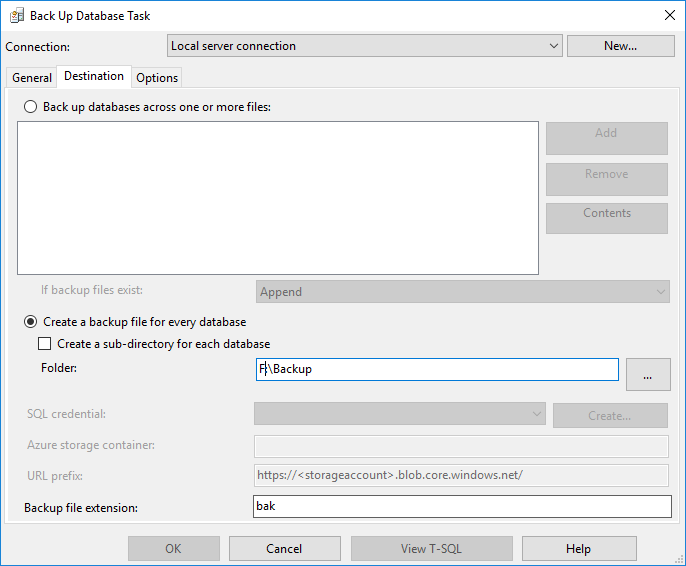 Back Up Database Task
Connection: Local server connection New...
General Destination Options
Back up databases across one or more files:
Add
Remove
Contents
If backup files exist: Append
Create a backup file for every database
Create a sub-directory for each database
Folder: F:\Backup ...
SQL credential: Create...
Azure storage container:
URL prefix: https://<storageaccount>.blob.core.windows.net/
Backup file extension: bak
OK Cancel View T-SQL Help